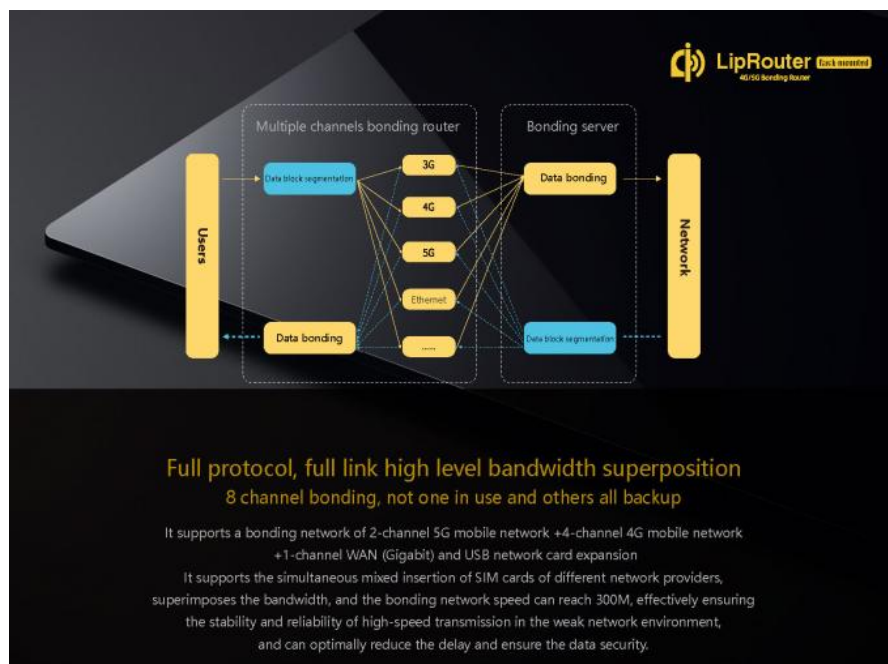 LipRouter Rack mounted
4G/5G Bonding Router
Multiple channels bonding router
Bonding server
Users
Data block segmentation
3G
4G
5G
Ethernet
......
Data bonding
Data bonding
Data block segmentation
Network
Full protocol, full link high level bandwidth superposition
8 channel bonding, not one in use and others all backup
It supports a bonding network of 2-channel 5G mobile network +4-channel 4G mobile network
+1-channel WAN (Gigabit) and USB network card expansion
It supports the simultaneous mixed insertion of SIM cards of different network providers,
superimposes the bandwidth, and the bonding network speed can reach 300M, effectively ensuring
the stability and reliability of high-speed transmission in the weak network environment,
and can optimally reduce the delay and ensure the data security.